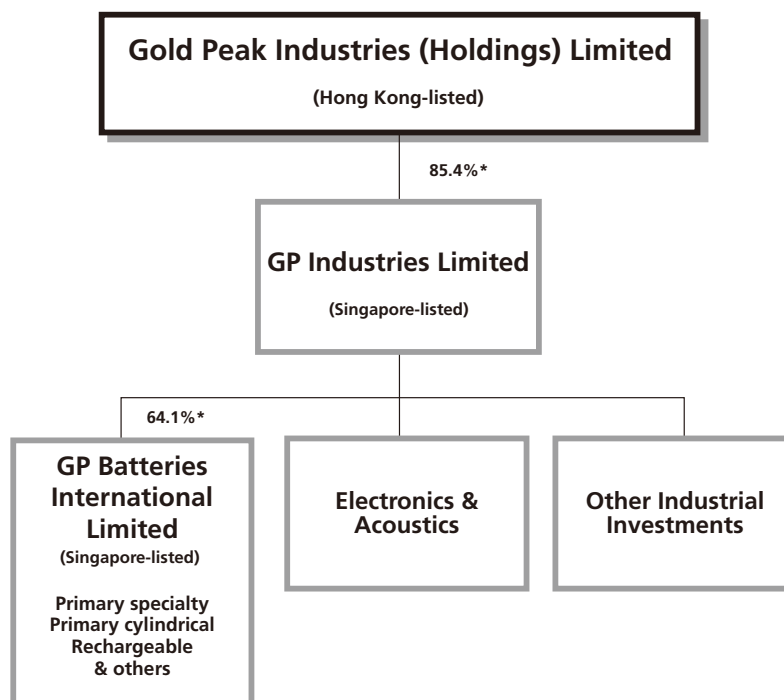 Gold Peak Industries (Holdings) Limited
(Hong Kong-listed)
85.4%*
GP Industries Limited
(Singapore-listed)
64.1%*
GP Batteries
International
Limited
(Singapore-listed)
Primary specialty
Primary cylindrical
Rechargeable
& others
Electronics &
Acoustics
Other Industrial
Investments